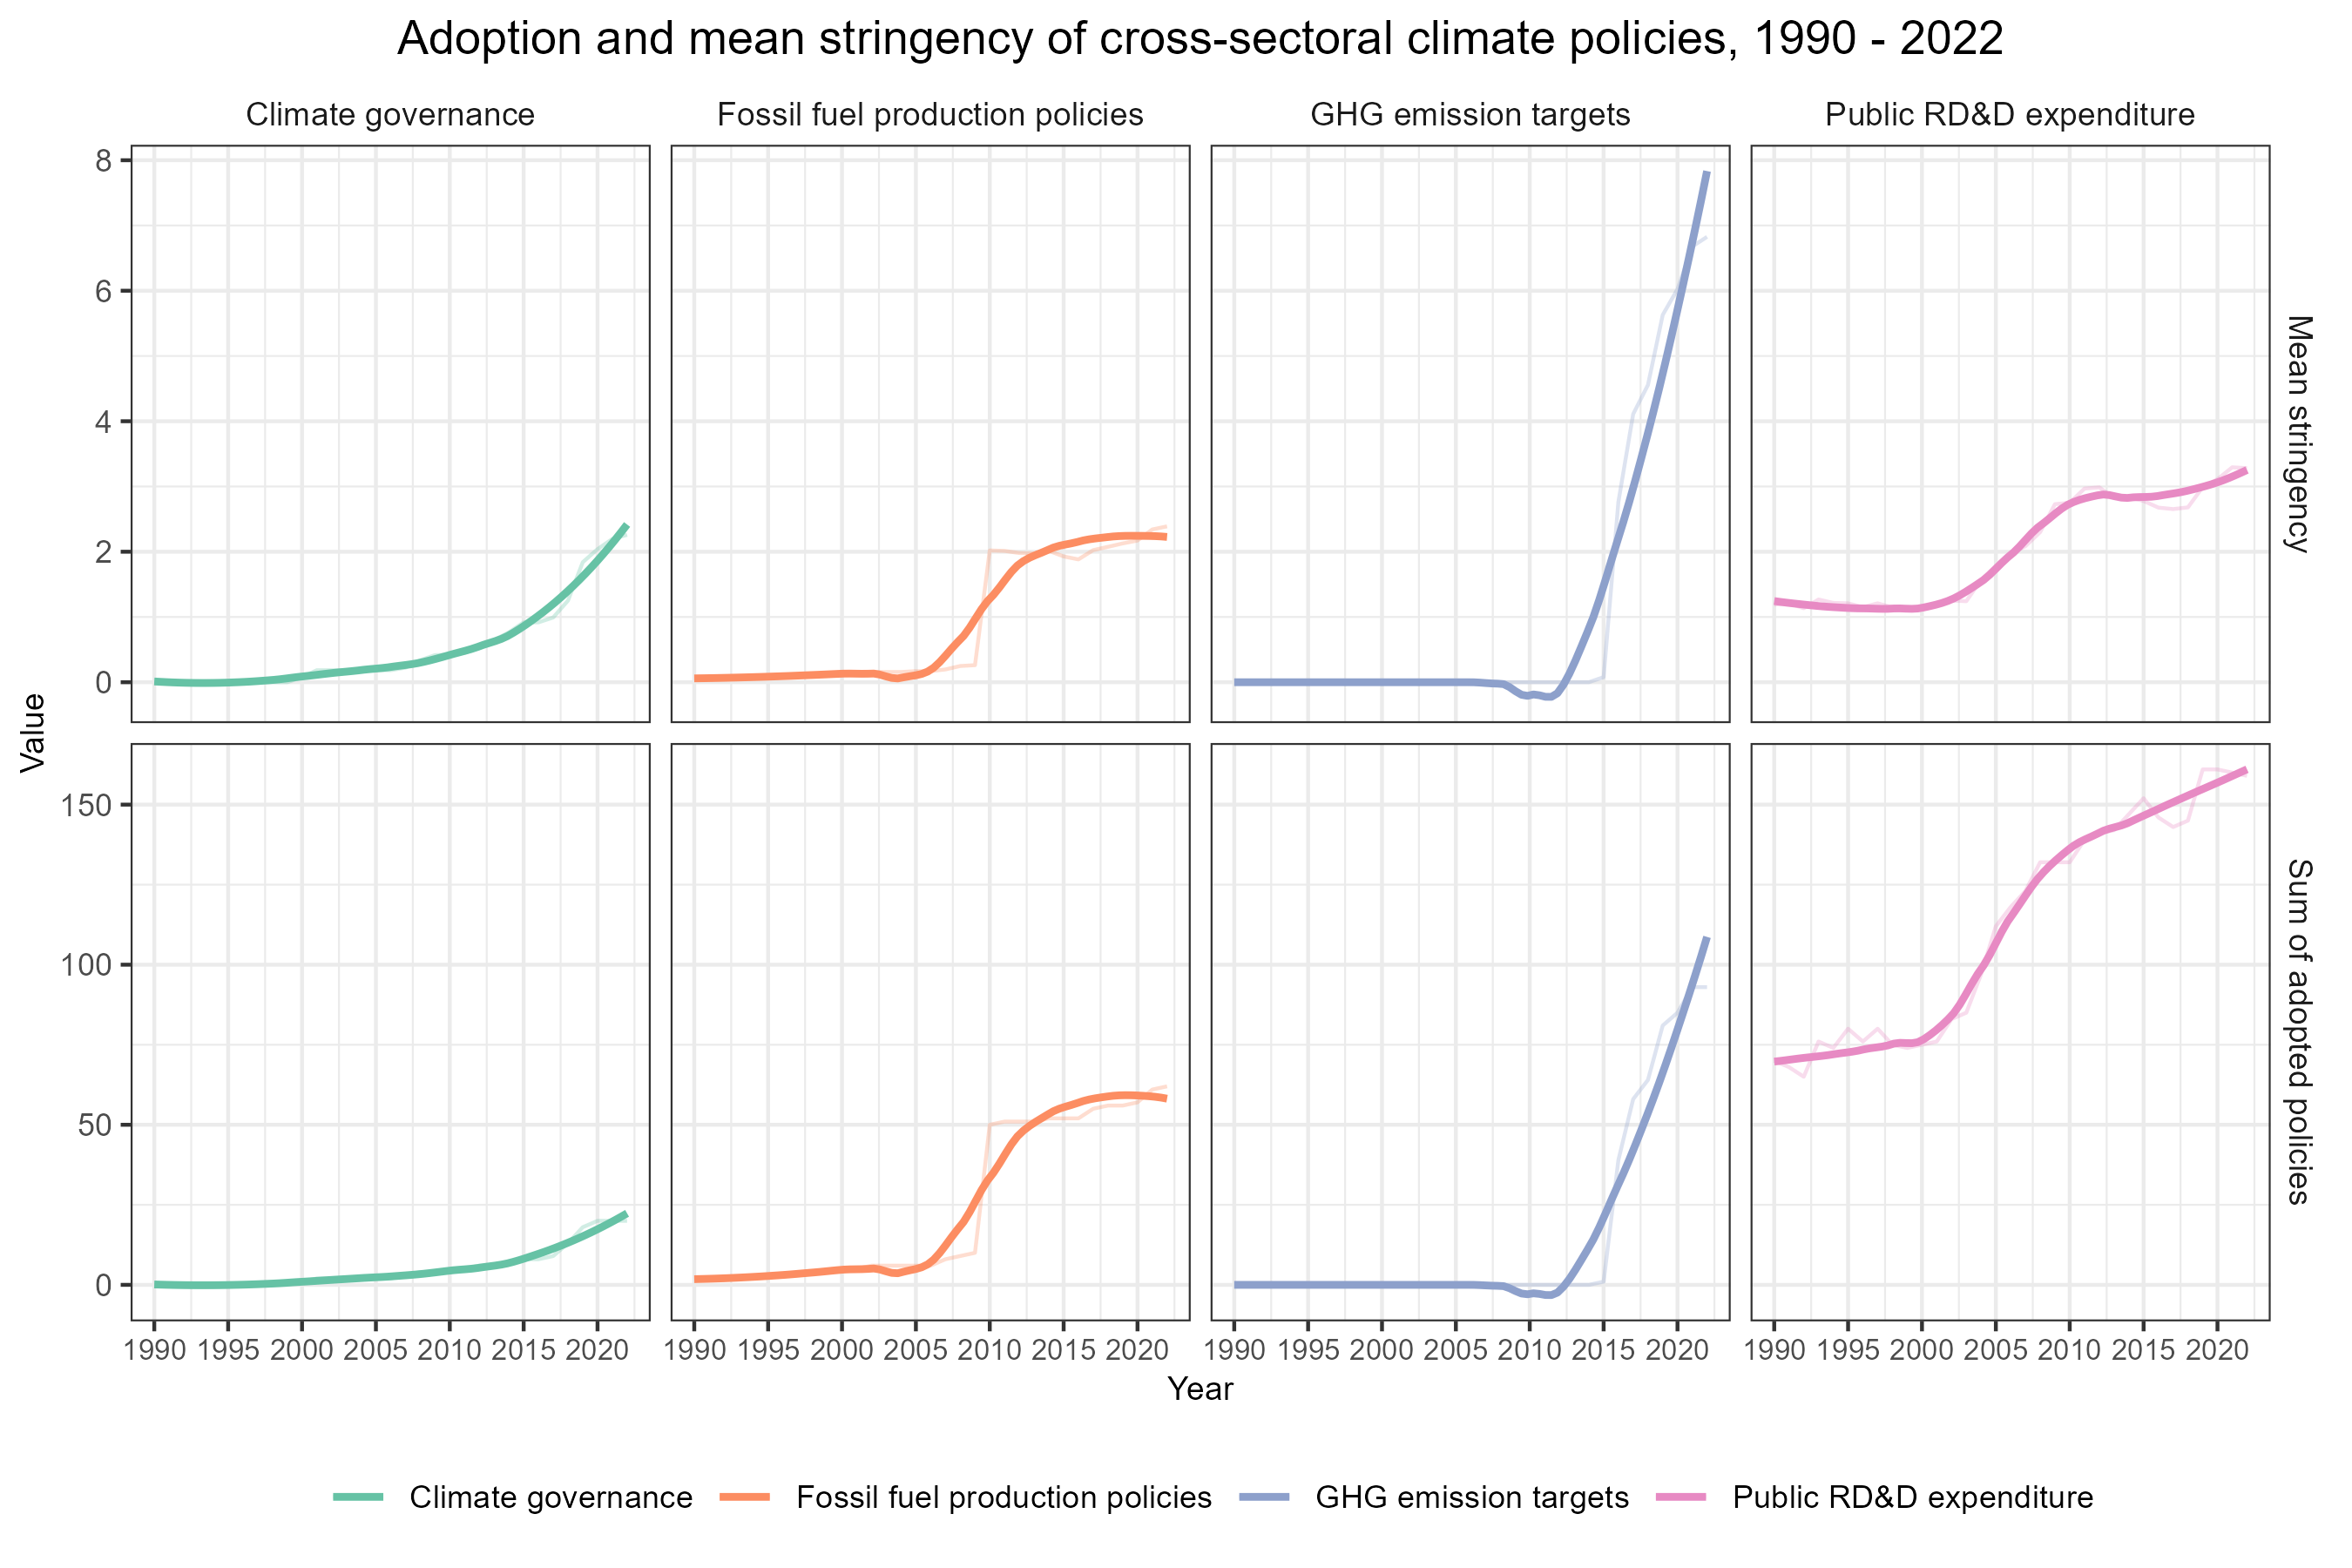 Adoption and mean stringency of cross-sectoral climate policies, 1990 - 2022
Climate governance
Fossil fuel production policies
GHG emission targets
Public RD&D expenditure
8
6
4
2
0
Mean stringency
Value
150
100
50
0
Sum of adopted policies
1990 1995 2000 2005 2010 2015 2020
1990 1995 2000 2005 2010 2015 2020
1990 1995 2000 2005 2010 2015 2020
1990 1995 2000 2005 2010 2015 2020
Year
Climate governance
Fossil fuel production policies
GHG emission targets
Public RD&D expenditure